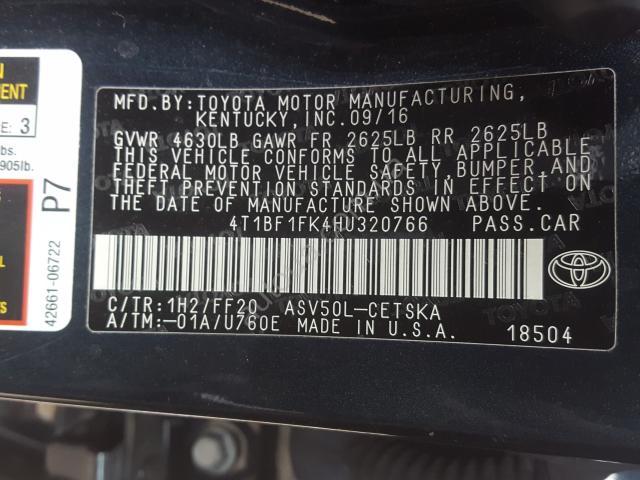 MFD.BY:TOYOTA MOTOR MANUFACTURING,
KENTUCKY,INC.09/16
GVWR 4630LB GAWR FR 2625LB RR 2625LB
THIS VEHICLE CONFORMS TO ALL APPLICABLE
FEDERAL MOTOR VEHICLE SAFETY,BUMPER,AND
THEFT PREVENTION STANDARDS IN EFFECT ON
THE DATE OF MANUFACTURE SHOWN ABOVE.
4T1BF1FK4HU320766 PASS.CAR
C/TR:1H2/FF20 ASV50L-CETSKA
A/TM:-01A/U760E MADE IN U.S.A.
18504
E: 3
bs.
905lb.
P7
42661-06722